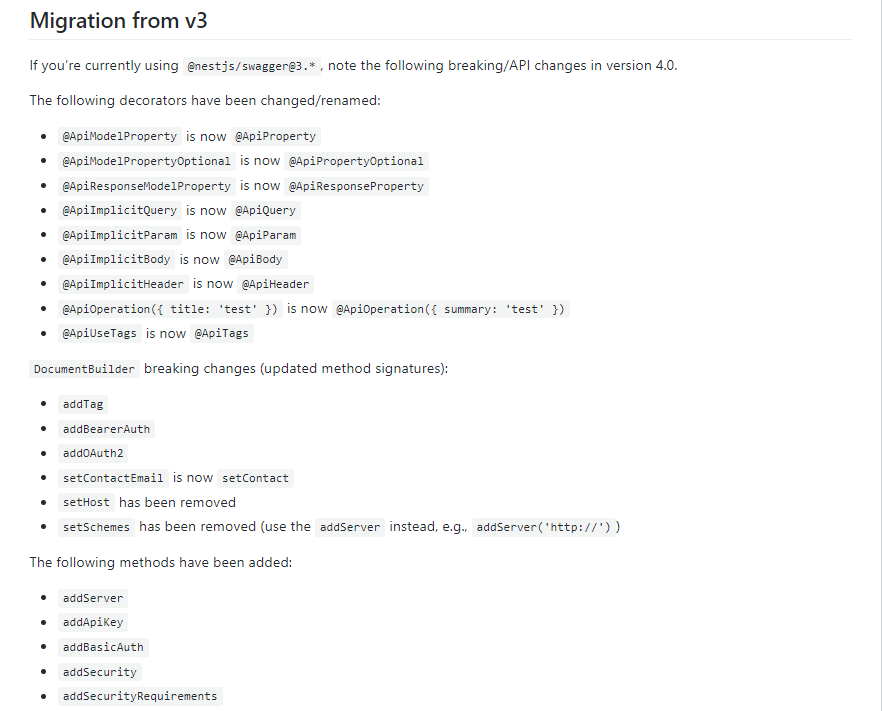 Migration from v3
If you're currently using @nestjs/swagger@3.*, note the following breaking/API changes in version 4.0.
The following decorators have been changed/renamed:
@ApiModelProperty is now @ApiProperty
@ApiModelPropertyOptional is now @ApiPropertyOptional
@ApiResponseModelProperty is now @ApiResponseProperty
@ApiImplicitQuery is now @ApiQuery
@ApiImplicitParam is now @ApiParam
@ApiImplicitBody is now @ApiBody
@ApiImplicitHeader is now @ApiHeader
@ApiOperation({ title: 'test' }) is now @ApiOperation({ summary: 'test' })
@ApiUseTags is now @ApiTags
DocumentBuilder breaking changes (updated method signatures):
addTag
addBearerAuth
addOAuth2
setContactEmail is now setContact
setHost has been removed
setSchemes has been removed (use the addServer instead, e.g., addServer('http://'))
The following methods have been added:
addServer
addApiKey
addBasicAuth
addSecurity
addSecurityRequirements